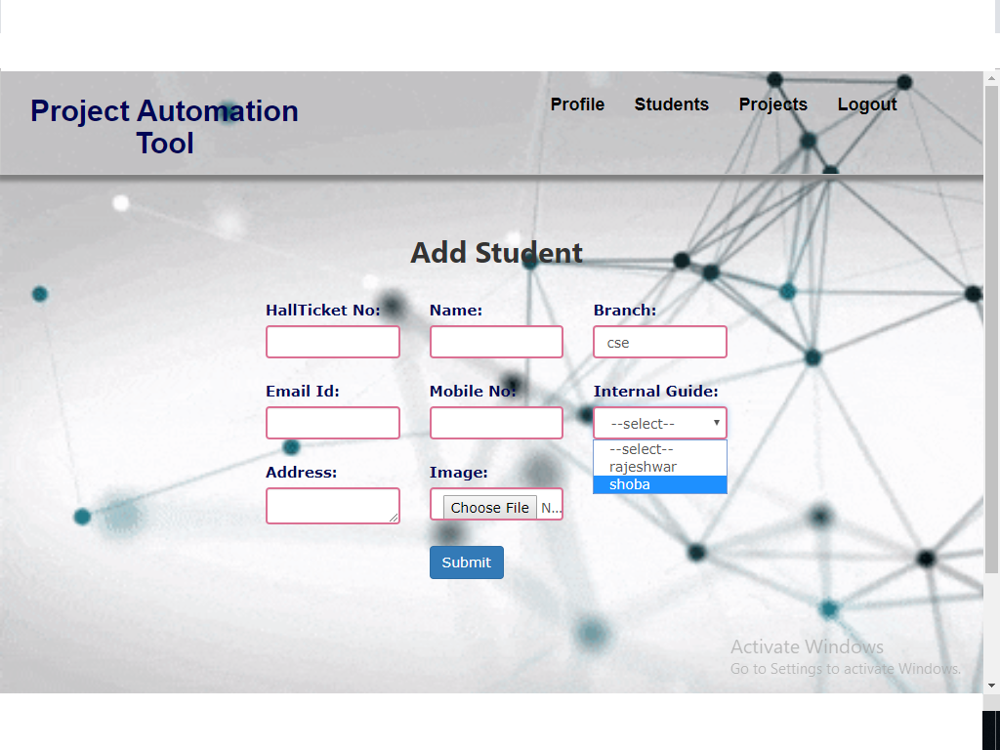 Project Automation
Tool
Profile Students Projects Logout
Add Student
HallTicket No: Name: Branch:
cse
Email Id: Mobile No: Internal Guide:
--select--
--select--
rajeshwar
shoba
Address: Image:
Choose File N...
Submit
Activate Windows
Go to Settings to activate Windows.